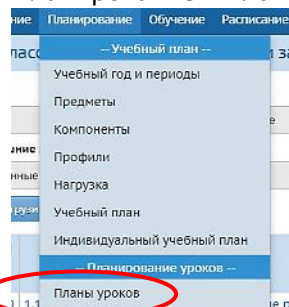 Планирование Обучение Расписание
-- Учебный план --
Учебный год и периоды
Предметы
Компоненты
Профили
Нагрузка
Учебный план
Индивидуальный учебный план
-- Планирование уроков --
Планы уроков